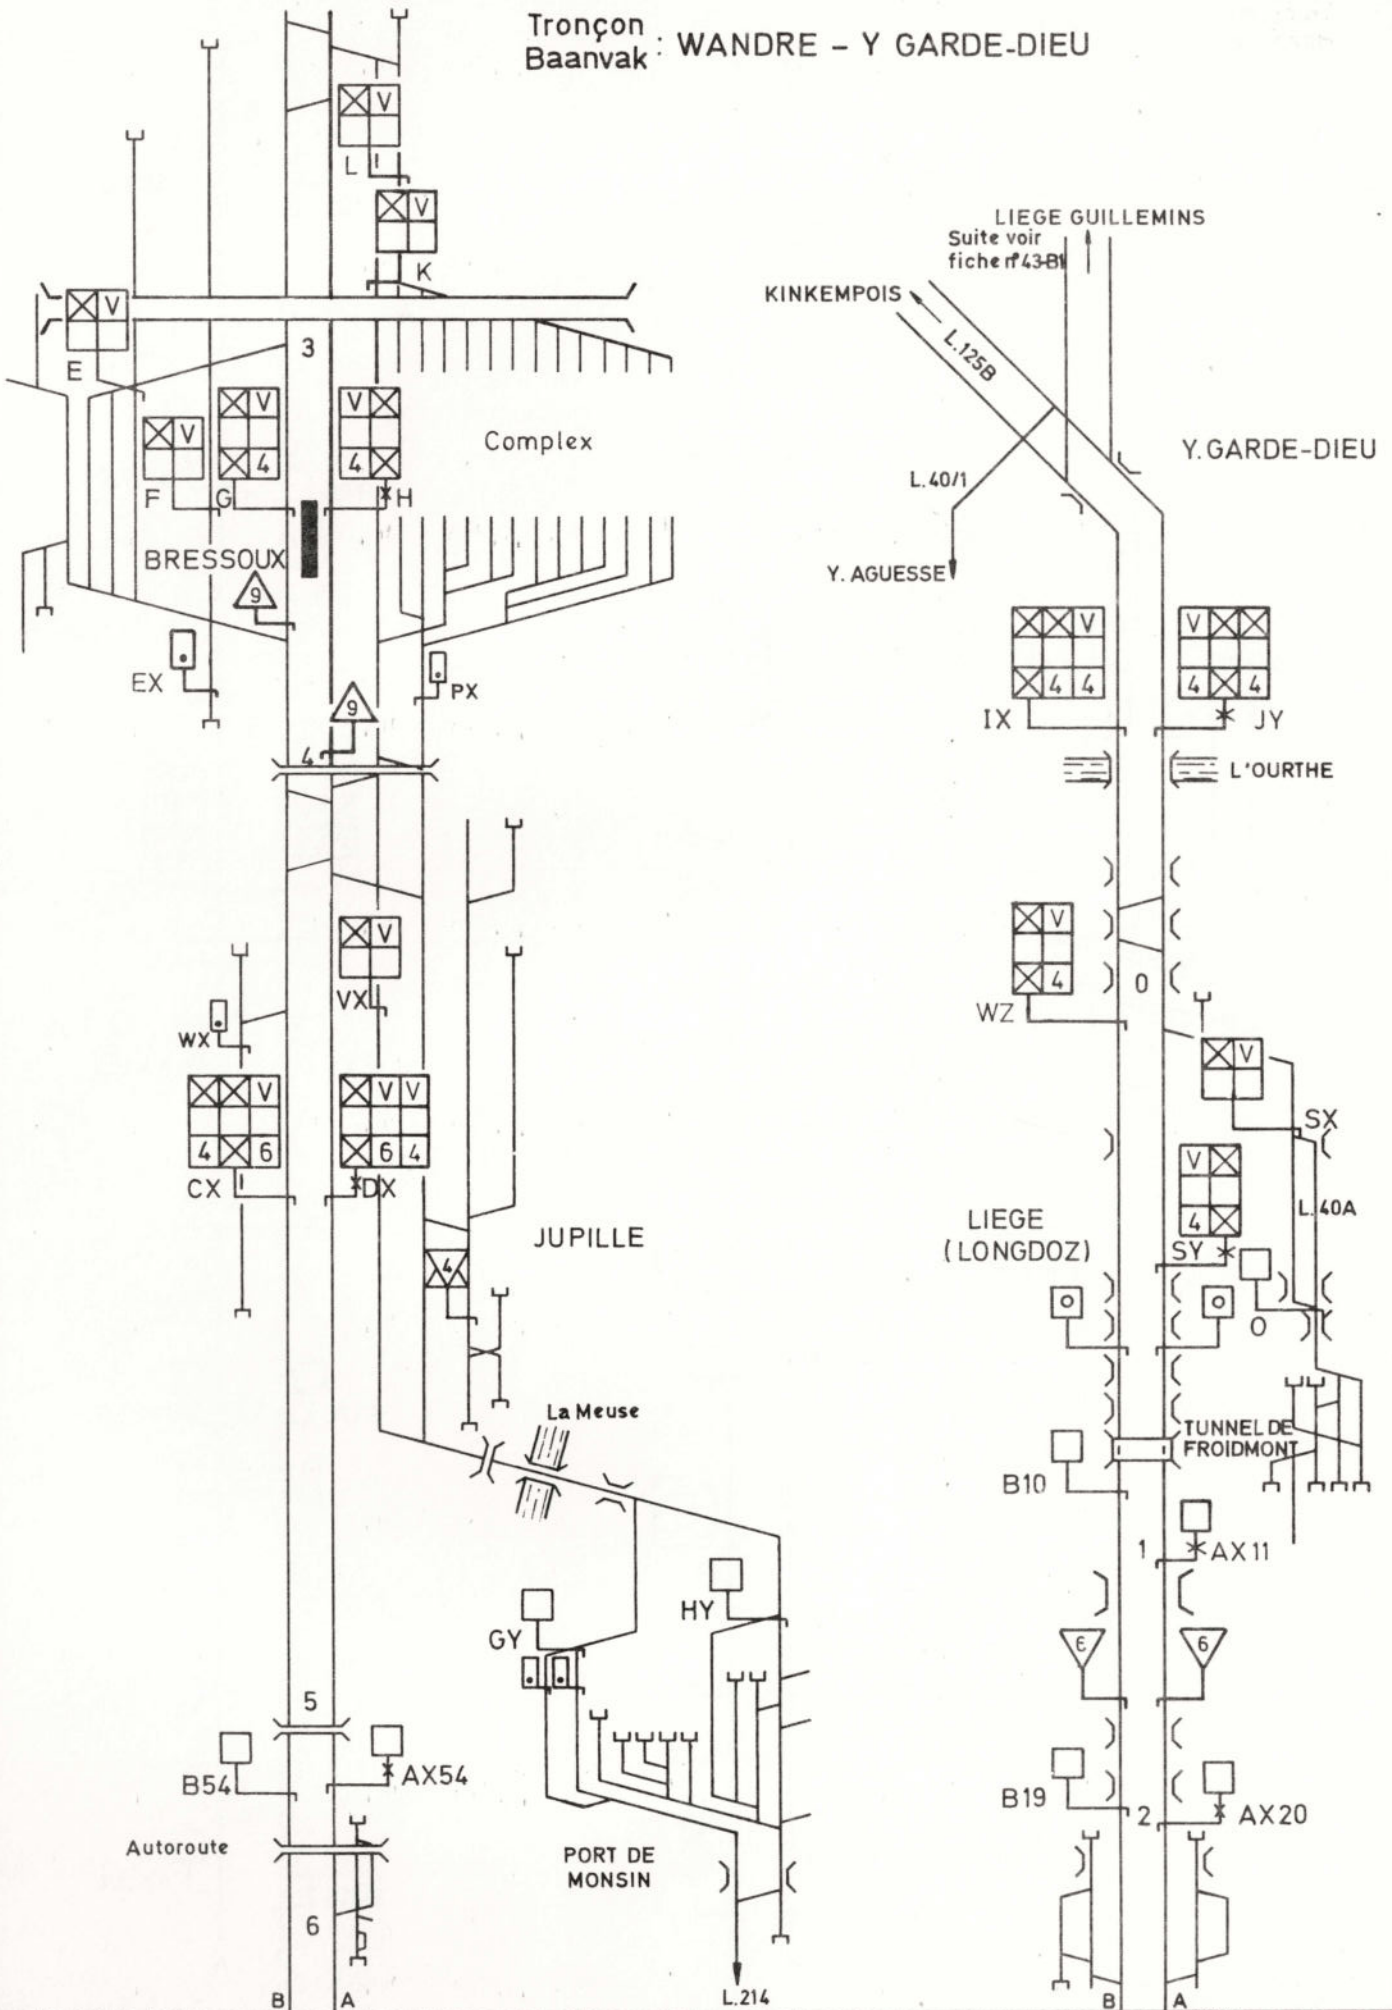 Tronçon
Baanvak : WANDRE - Y GARDE-DIEU
V
L
V
K
V
E
3
V
V
V
4
4
F
G
H
Complex
BRESSOUX
9
EX
PX
9
4
V
VX
WX
V
V V
4 6
6 4
CX
DX
JUPILLE
4
La Meuse
HY
GY
5
B54
AX54
Autoroute
PORT DE
MONSIN
6
B A
L.214
LIEGE GUILLEMINS
Suite voir
fiche n° 43-B1
KINKEMPOIS
L.125B
Y. GARDE-DIEU
L.40/1
Y. AGUESSE
V
V
4 4
4 4
IX
JY
L'OURTHE
V
4
0
WZ
V
SX
V
4
L.40A
LIEGE
(LONGDOZ)
SY
O
TUNNEL DE
FROIDMONT
B10
1
AX11
6
6
B19
2
AX20
B A